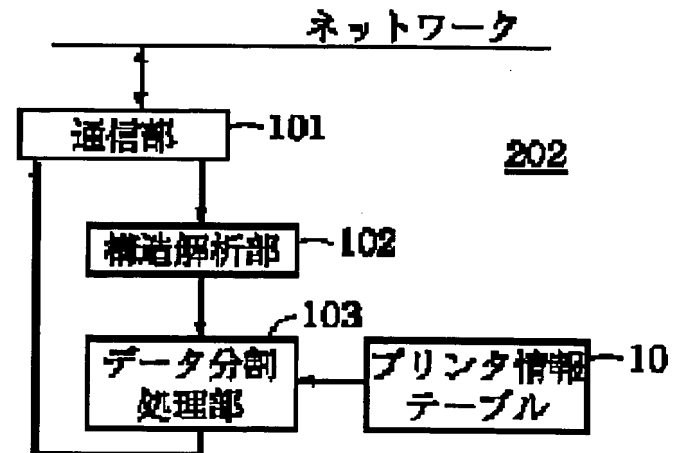 ネットワーク
通信部
101
202
構造解析部
102
103
データ分割
処理部
プリンタ情報
テーブル
10